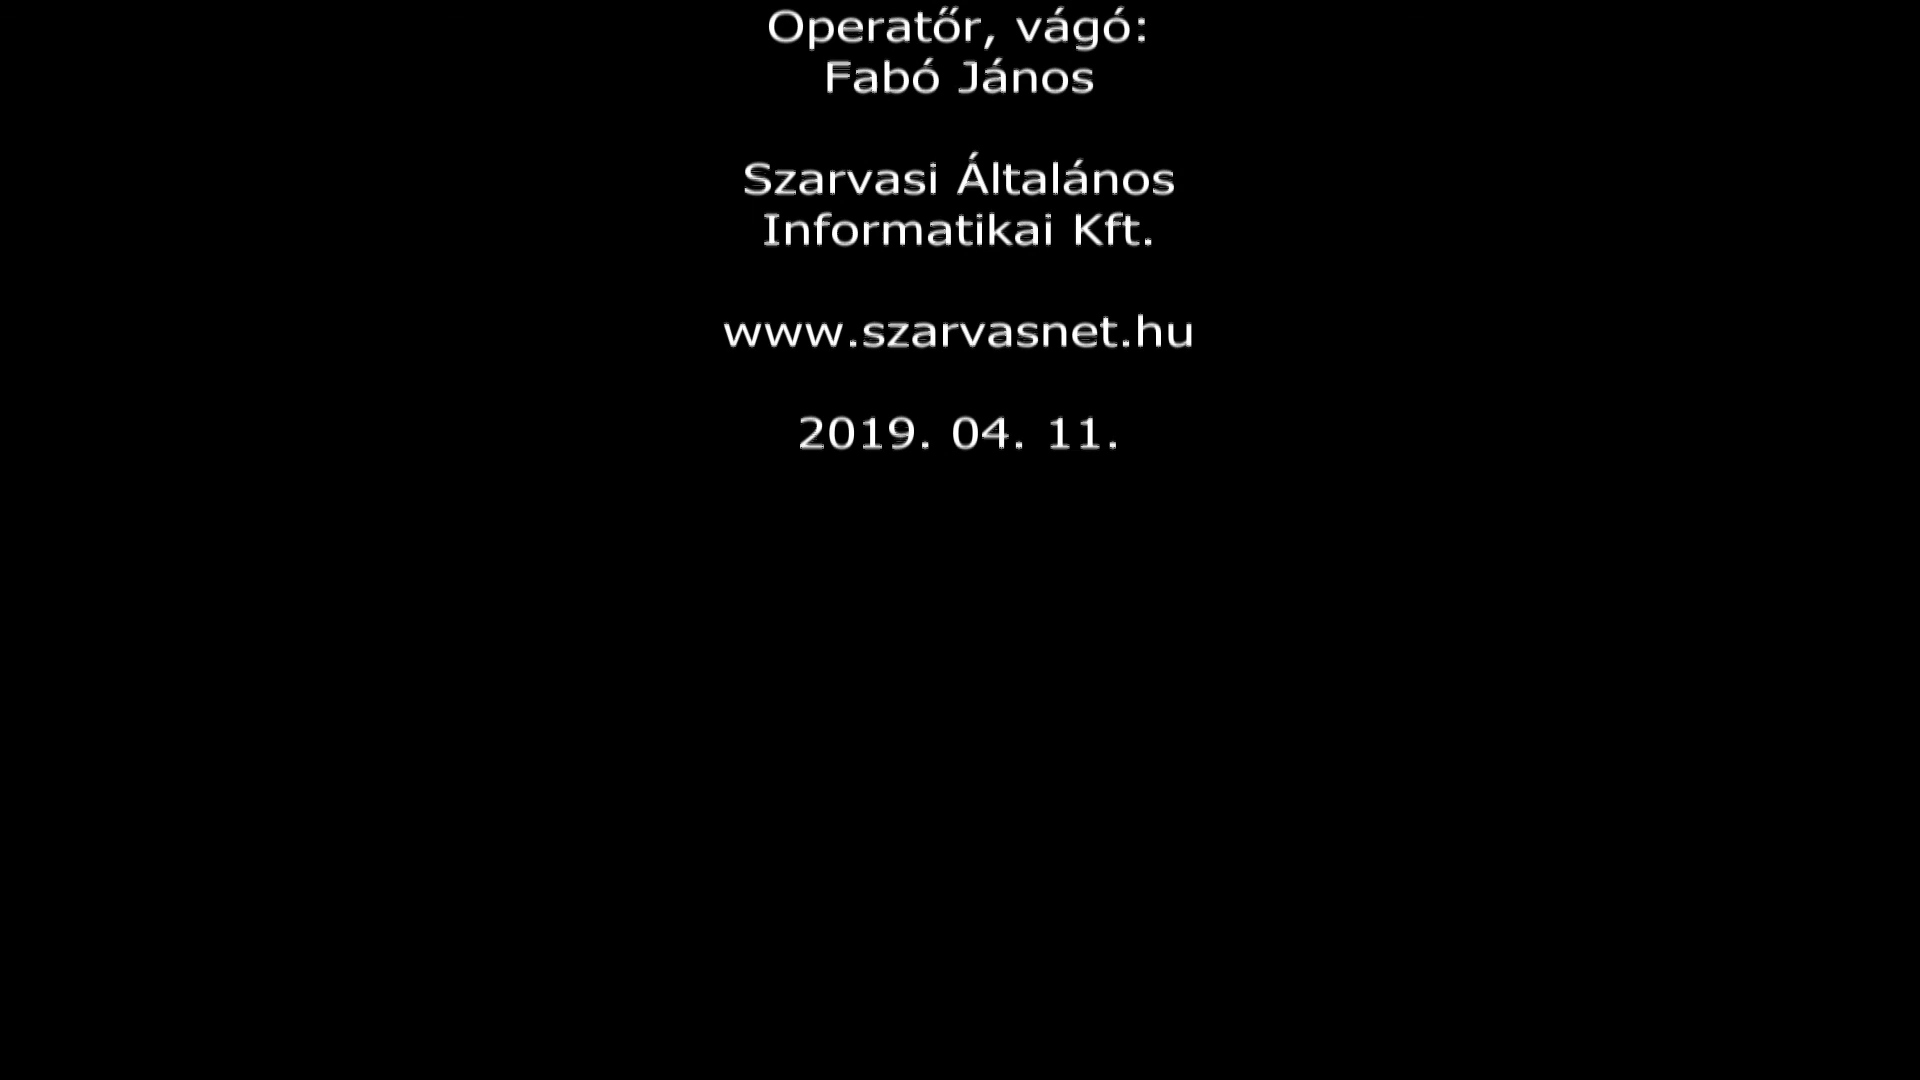 Operatőr, vágó:
Fabó János
Szarvasi Általános
Informatikai Kft.
www.szarvasnet.hu
2019. 04. 11.